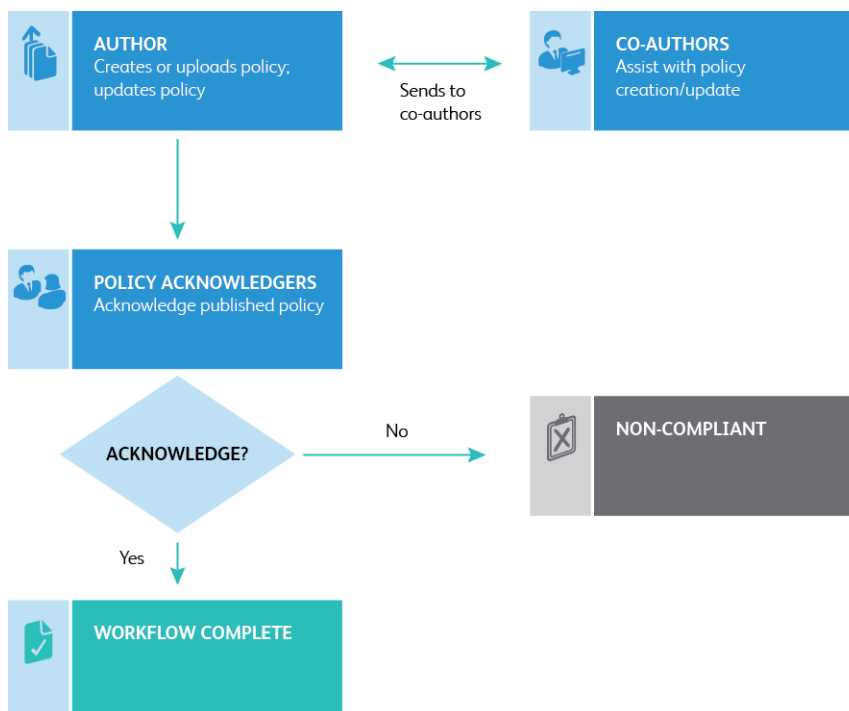 AUTHOR
Creates or uploads policy;
updates policy
Sends to
co-authors
CO-AUTHORS
Assist with policy
creation/update
POLICY ACKNOWLEDGERS
Acknowledge published policy
ACKNOWLEDGE?
No
NON-COMPLIANT
Yes
WORKFLOW COMPLETE